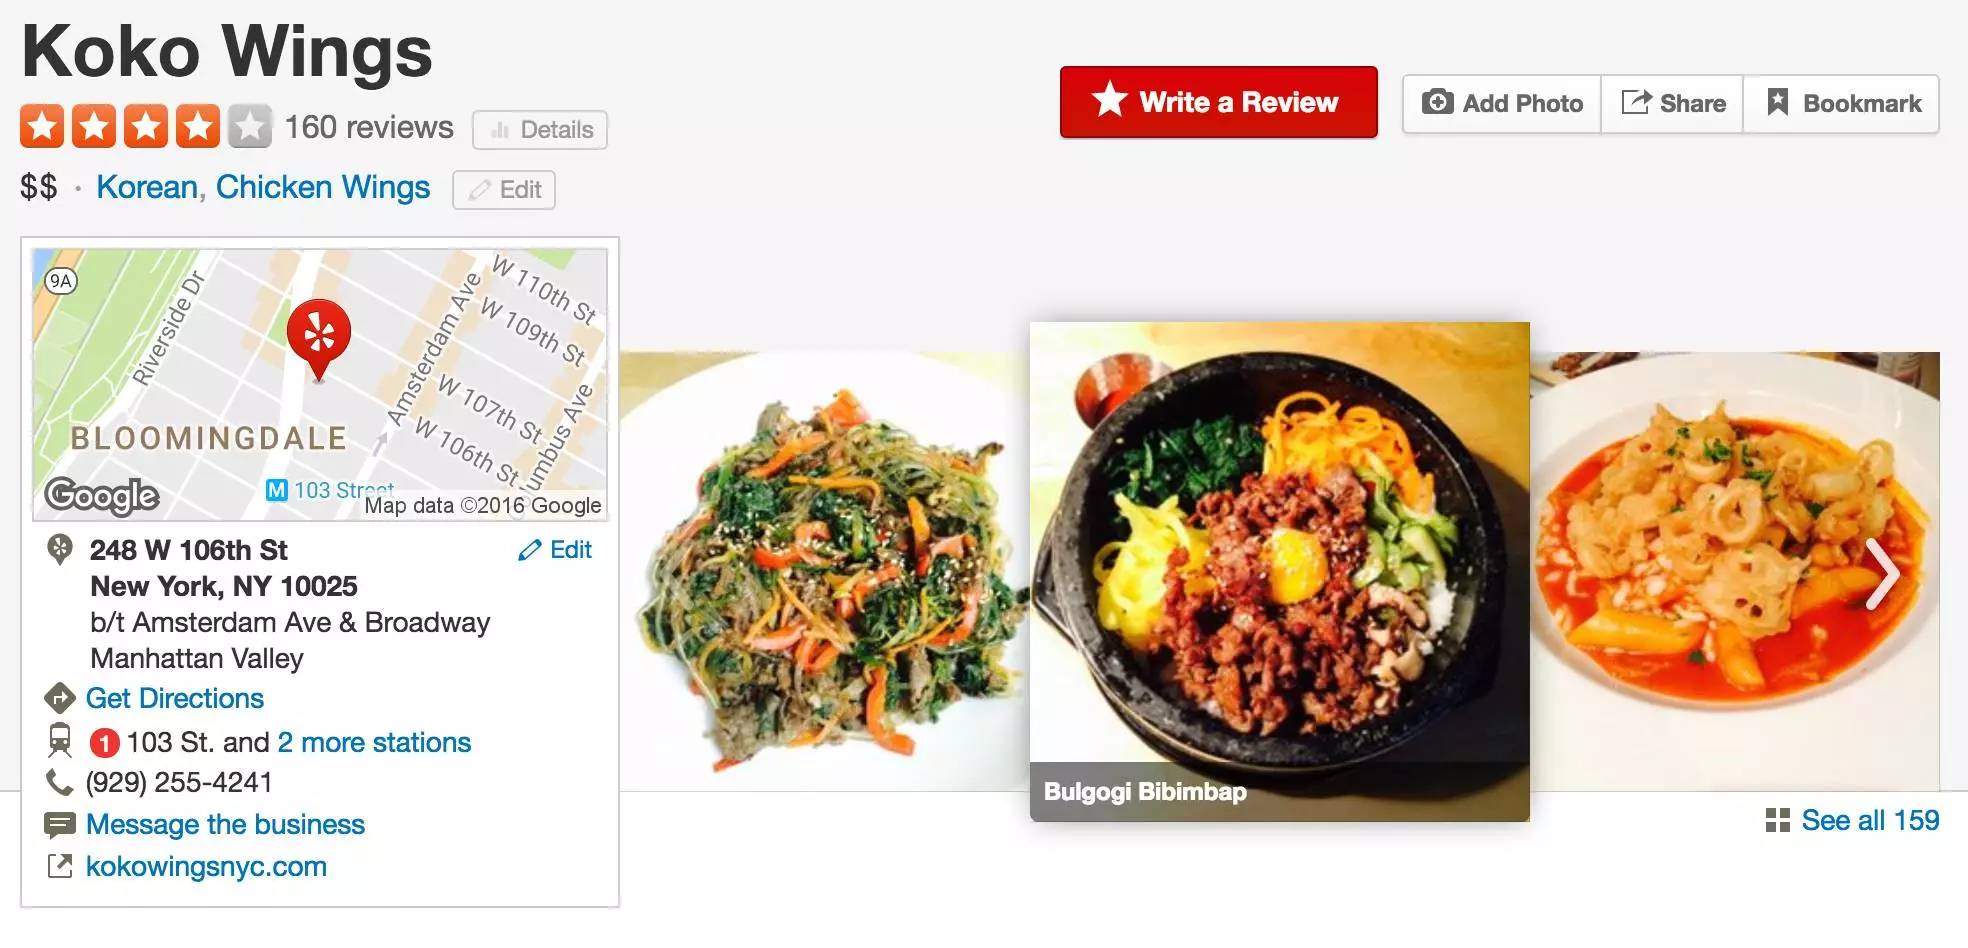 Koko Wings
160 reviews
Details
$$ · Korean, Chicken Wings
Edit
Write a Review
Add Photo
Share
Bookmark
9A
Riverside Dr
Amsterdam Ave
W 110th St
W 109th St
W 107th St
W 106th St
umbus Ave
BLOOMINGDALE
M 103 Street
Google
Map data ©2016 Google
248 W 106th St
Edit
New York, NY 10025
b/t Amsterdam Ave & Broadway
Manhattan Valley
Get Directions
1 103 St. and 2 more stations
(929) 255-4241
Message the business
kokowingsnyc.com
Bulgogi Bibimbap
See all 159